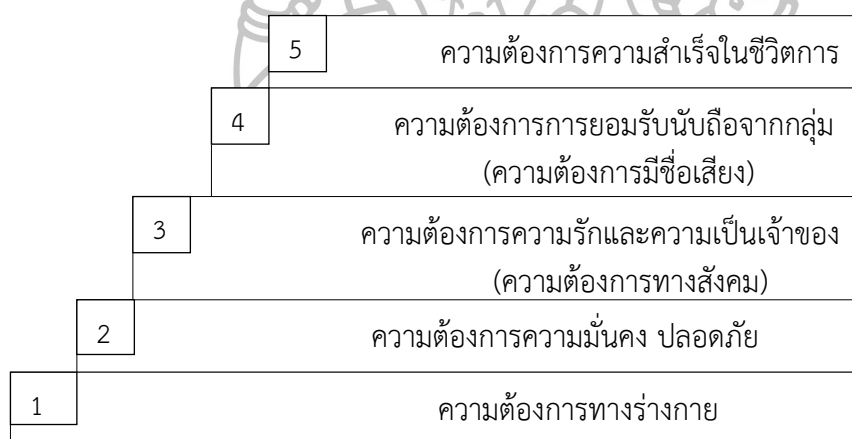 5 ความต้องการความสำเร็จในชีวิตการ
4 ความต้องการการยอมรับนับถือจากกลุ่ม
(ความต้องการมีชื่อเสียง)
3 ความต้องการความรักและความเป็นเจ้าของ
(ความต้องการทางสังคม)
2 ความต้องการความมั่นคง ปลอดภัย
1 ความต้องการทางร่างกาย